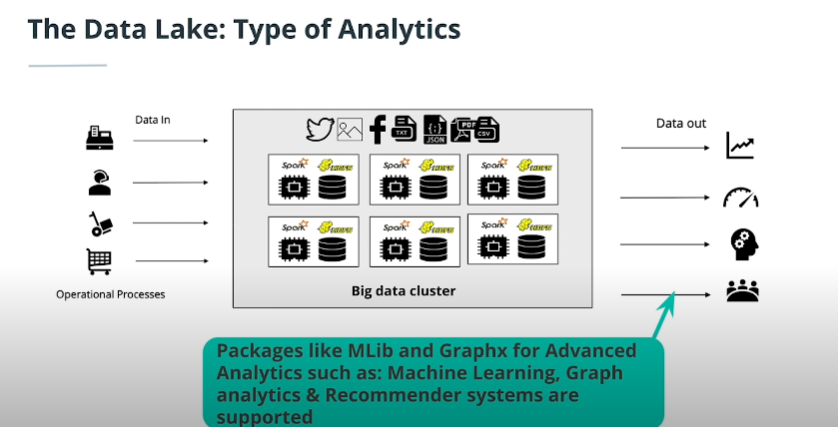 The Data Lake: Type of Analytics
Data In
Data out
TXT
JSON
PDF
CSV
Spark
Spark
Spark
Spark
Spark
Spark
Operational Processes
Big data cluster
Packages like MLib and Graphx for Advanced
Analytics such as: Machine Learning, Graph
analytics & Recommender systems are
supported